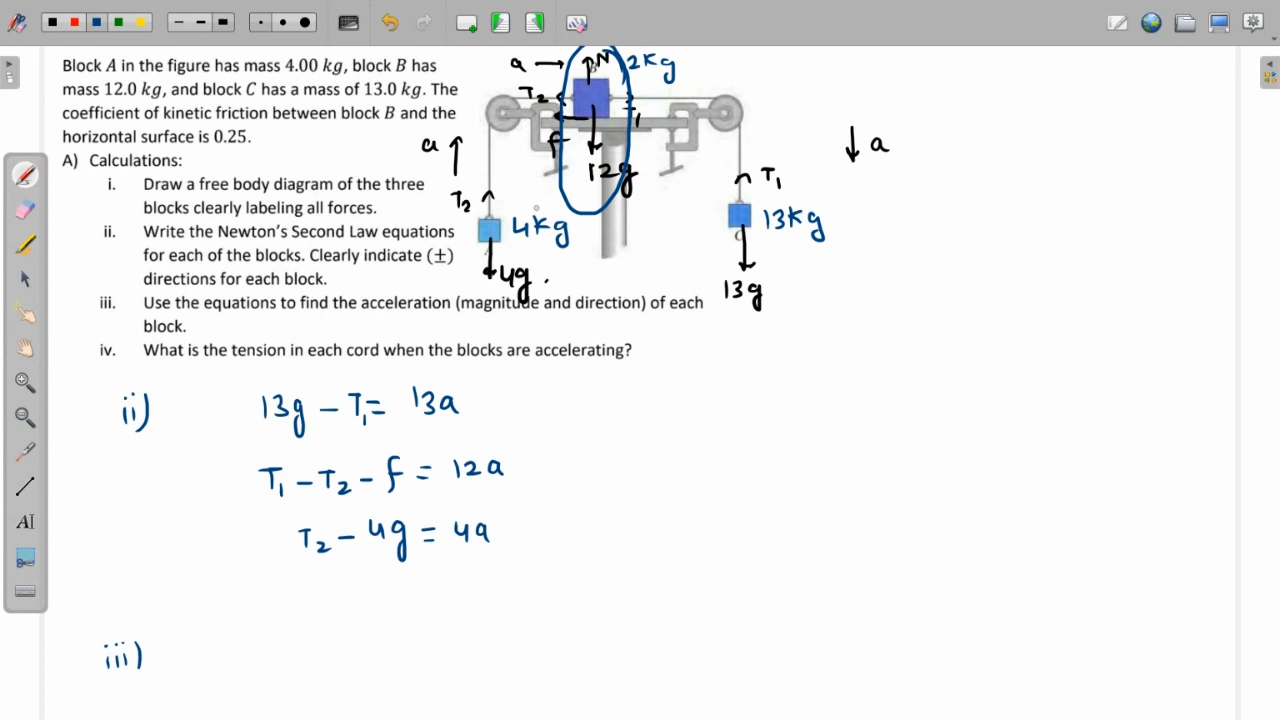 Block A in the figure has mass 4.00 kg, block B has
mass 12.0 kg, and block C has a mass of 13.0 kg. The
coefficient of kinetic friction between block B and the
horizontal surface is 0.25.
A) Calculations:
i. Draw a free body diagram of the three
blocks clearly labeling all forces.
ii. Write the Newton's Second Law equations
for each of the blocks. Clearly indicate (±)
directions for each block.
iii. Use the equations to find the acceleration (magnitude and direction) of each
block.
iv. What is the tension in each cord when the blocks are accelerating?
a
N
2kg
T₂
f
12g
a
T₂
4kg
4g
a
T₁
13kg
C
13g
ii) 13g - T₁ = 13a
T₁ - T₂ - f = 12a
T₂ - 4g = 4a
iii)
AI